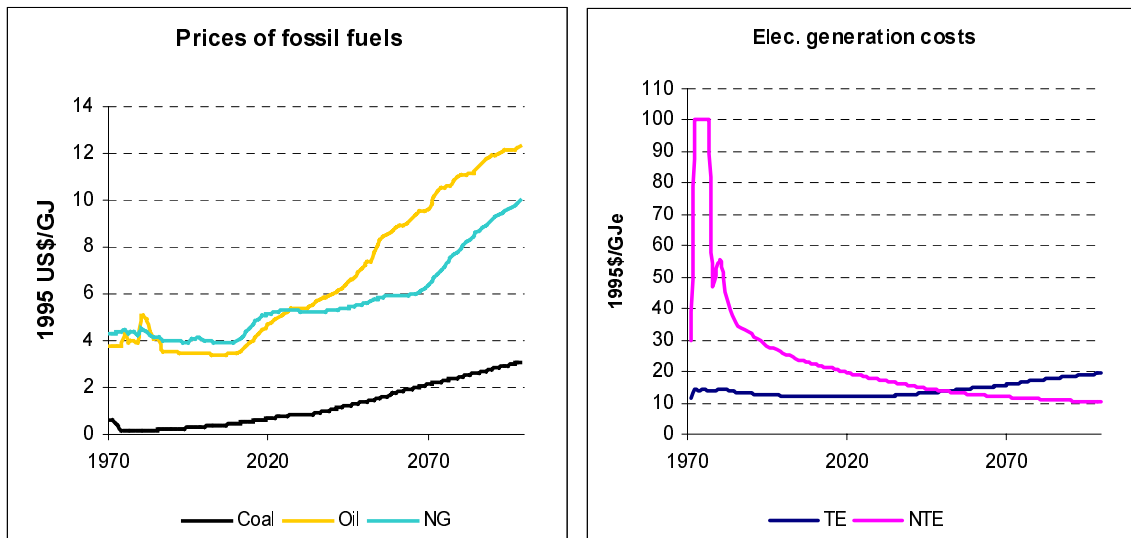 Prices of fossil fuels
1995 US$/GJ
14
12
10
8
6
4
2
0
1970 2020 2070
Coal Oil NG
Elec. generation costs
1995$/GJe
110
100
90
80
70
60
50
40
30
20
10
0
1970 2020 2070
TE NTE